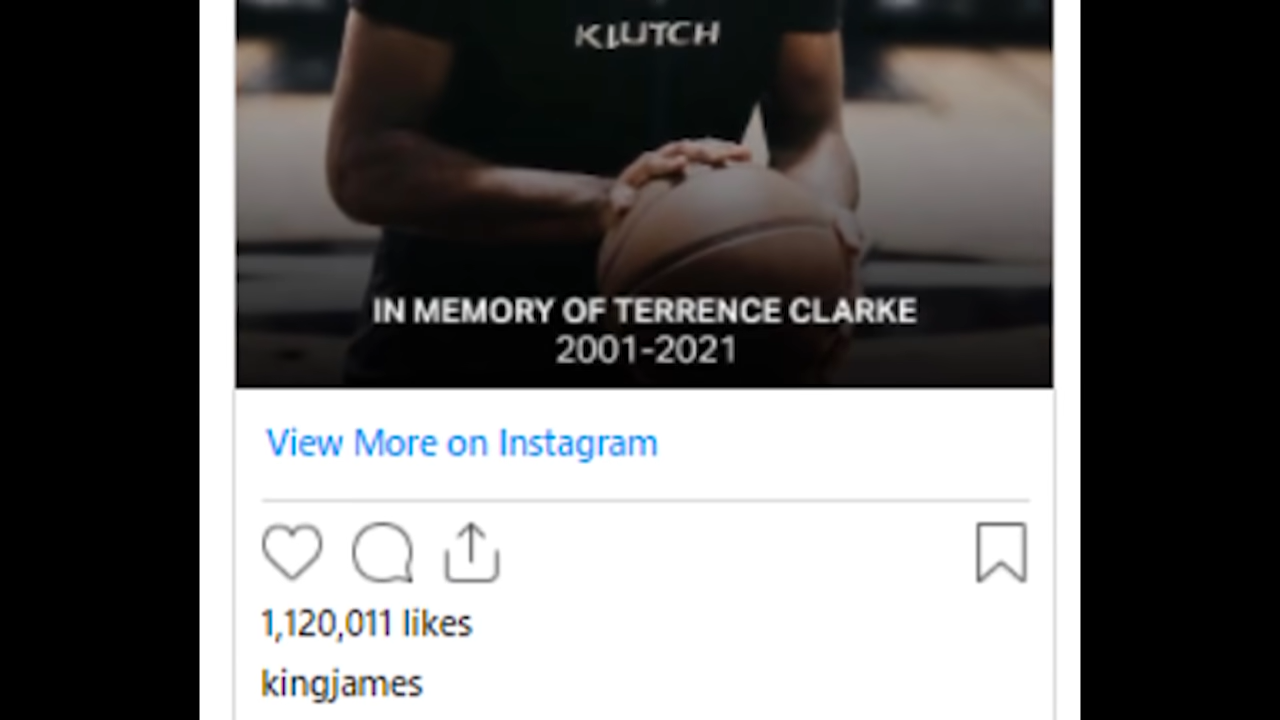 KLUTCH
IN MEMORY OF TERRENCE CLARKE
2001-2021
View More on Instagram
1,120,011 likes
kingjames